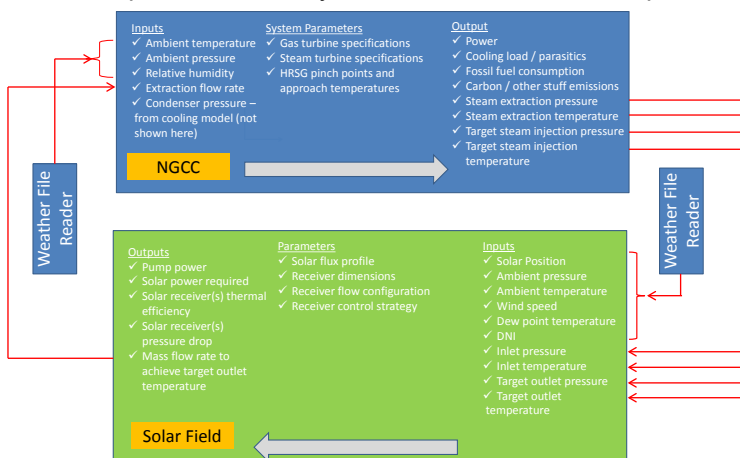 Inputs
✓ Ambient temperature
✓ Ambient pressure
✓ Relative humidity
✓ Extraction flow rate
✓ Condenser pressure –
from cooling model (not
shown here)
System Parameters
✓ Gas turbine specifications
✓ Steam turbine specifications
✓ HRSG pinch points and
approach temperatures
Output
✓ Power
✓ Cooling load / parasitics
✓ Fossil fuel consumption
✓ Carbon / other stuff emissions
✓ Steam extraction pressure
✓ Steam extraction temperature
✓ Target steam injection pressure
✓ Target steam injection
temperature
NGCC
Weather File
Reader
Weather File
Reader
Outputs
✓ Pump power
✓ Solar power required
✓ Solar receiver(s) thermal
efficiency
✓ Solar receiver(s)
pressure drop
✓ Mass flow rate to
achieve target outlet
temperature
Parameters
✓ Solar flux profile
✓ Receiver dimensions
✓ Receiver flow configuration
✓ Receiver control strategy
Inputs
✓ Solar Position
✓ Ambient pressure
✓ Ambient temperature
✓ Wind speed
✓ Dew point temperature
✓ DNI
✓ Inlet pressure
✓ Inlet temperature
✓ Target outlet pressure
✓ Target outlet
temperature
Solar Field